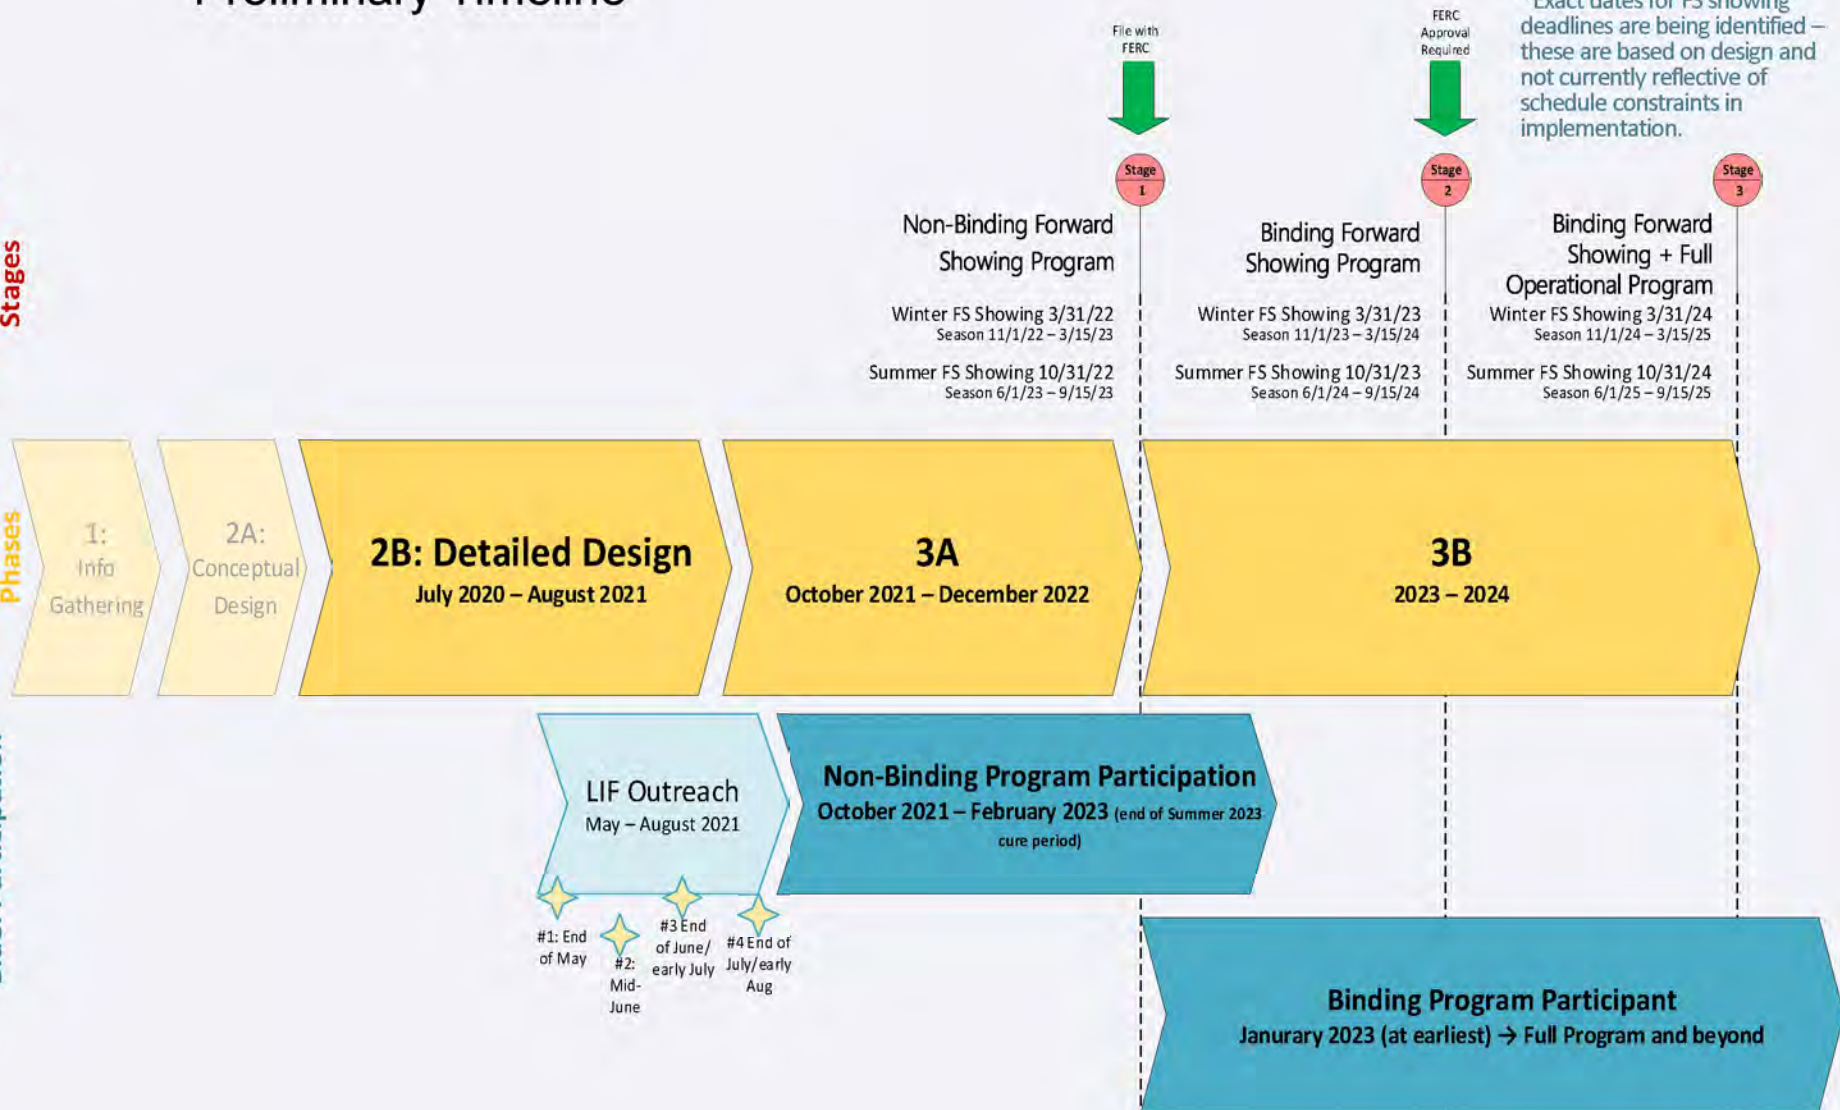 Preliminary Timeline
File with
FERC
FERC
Approval
Required
*Exact dates for FS showing
deadlines are being identified –
these are based on design and
not currently reflective of
schedule constraints in
implementation.
Stage
1
Stage
2
Stage
3
Stages
Non-Binding Forward
Showing Program
Winter FS Showing 3/31/22
Season 11/1/22 – 3/15/23
Summer FS Showing 10/31/22
Season 6/1/23 – 9/15/23
Binding Forward
Showing Program
Winter FS Showing 3/31/23
Season 11/1/23 – 3/15/24
Summer FS Showing 10/31/23
Season 6/1/24 – 9/15/24
Binding Forward
Showing + Full
Operational Program
Winter FS Showing 3/31/24
Season 11/1/24 – 3/15/25
Summer FS Showing 10/31/24
Season 6/1/25 – 9/15/25
Phases
1:
Info
Gathering
2A:
Conceptual
Design
2B: Detailed Design
July 2020 – August 2021
3A
October 2021 – December 2022
3B
2023 – 2024
LIF Outreach
May – August 2021
Non-Binding Program Participation
October 2021 – February 2023 (end of Summer 2023
cure period)
#1: End
of May
#2:
Mid-
June
#3 End
of June/
early July
#4 End of
July/early
Aug
Binding Program Participant
Janurary 2023 (at earliest) → Full Program and beyond